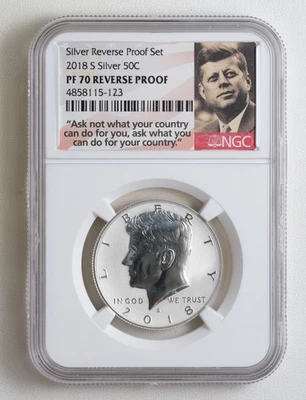 Silver Reverse Proof Set
2018 S Silver 50C
PF 70 REVERSE PROOF
4858115-123
“Ask not what your country
can do for you, ask what you
can do for your country.”
NGC
LIBERTY
IN GOD WE TRUST
S
2018